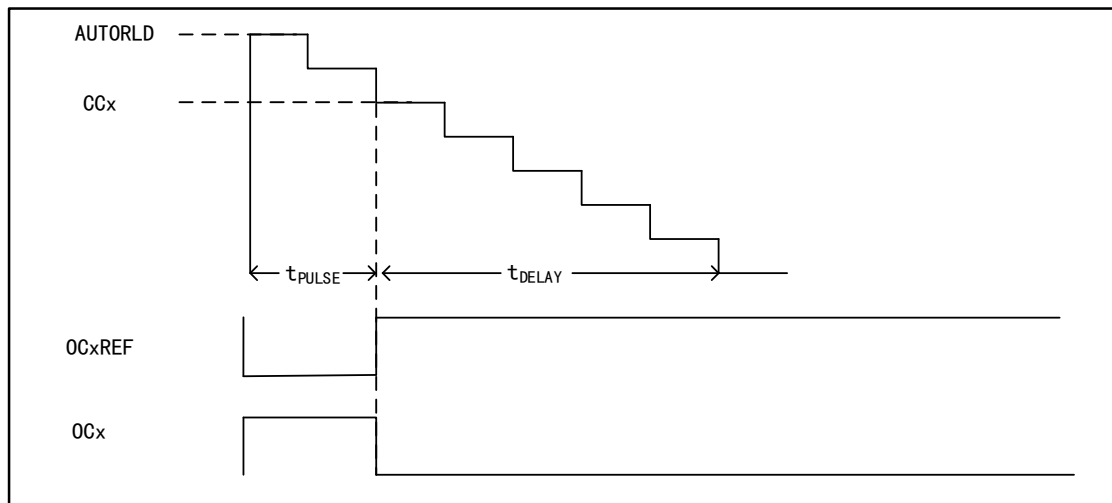 AUTORLD
CCx
tPULSE
tDELAY
OCxREF
OCx